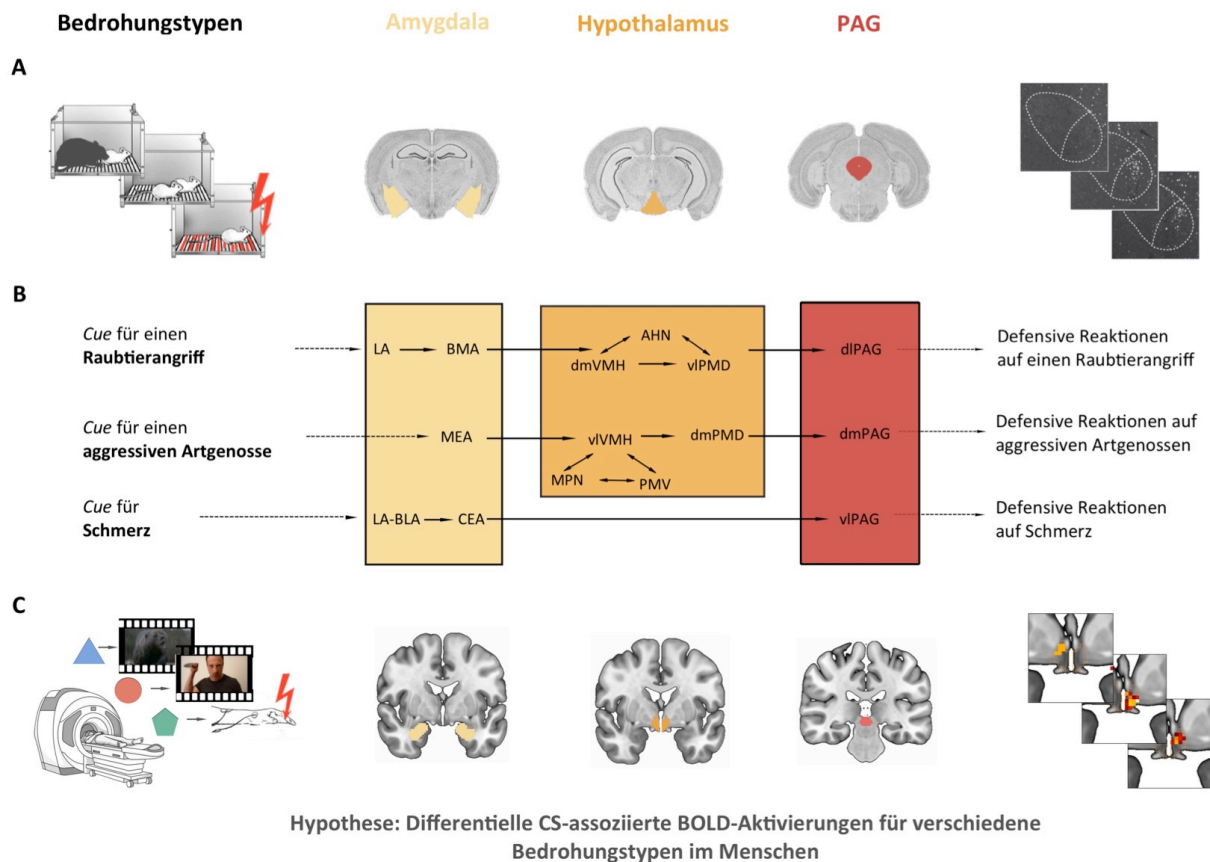 Bedrohungstypen Amygdala Hypothalamus PAG
A
B
Cue für einen
Raubtierangriff
LA BMA
AHN
dmVMH vlPMD
dlPAG
Defensive Reaktionen
auf einen Raubtierangriff
Cue für einen
aggressiven Artgenosse
MEA
vlVMH dmPMD
MPN PMV
dmPAG
Defensive Reaktionen auf
aggressiven Artgenossen
Cue für
Schmerz
LA-BLA CEA
vlPAG
Defensive Reaktionen
auf Schmerz
C
Hypothese: Differentielle CS-assoziierte BOLD-Aktivierungen für verschiedene
Bedrohungstypen im Menschen